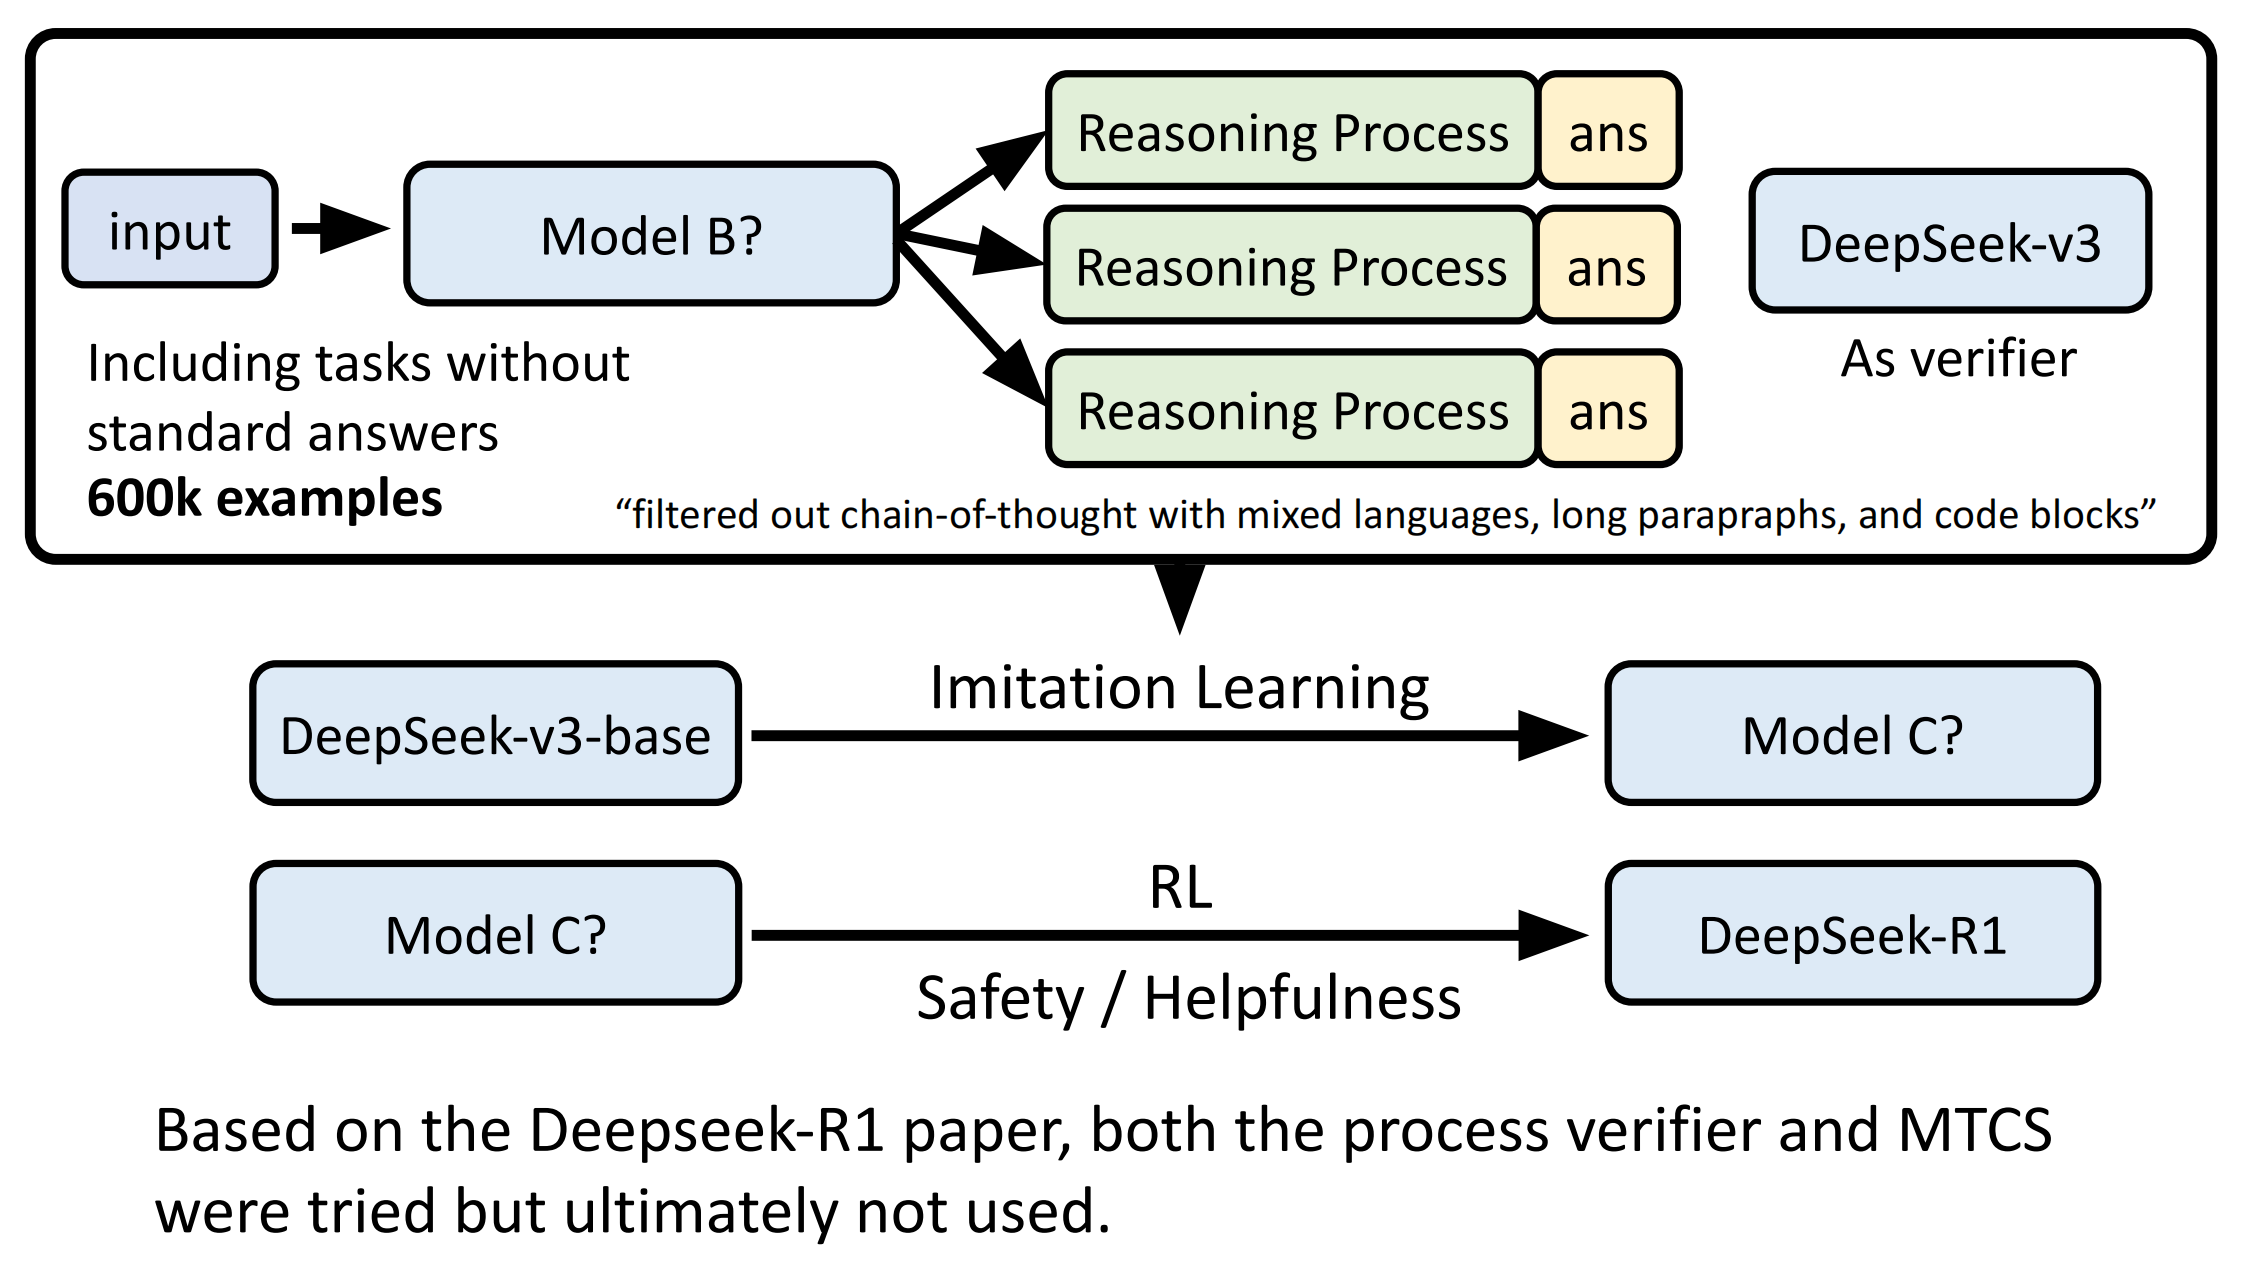 input
Model B?
Reasoning Process
ans
Reasoning Process
ans
Reasoning Process
ans
DeepSeek-v3
As verifier
Including tasks without
standard answers
600k examples
“filtered out chain-of-thought with mixed languages, long parapraphs, and code blocks”
Imitation Learning
DeepSeek-v3-base
Model C?
RL
Model C?
DeepSeek-R1
Safety / Helpfulness
Based on the Deepseek-R1 paper, both the process verifier and MTCS
were tried but ultimately not used.